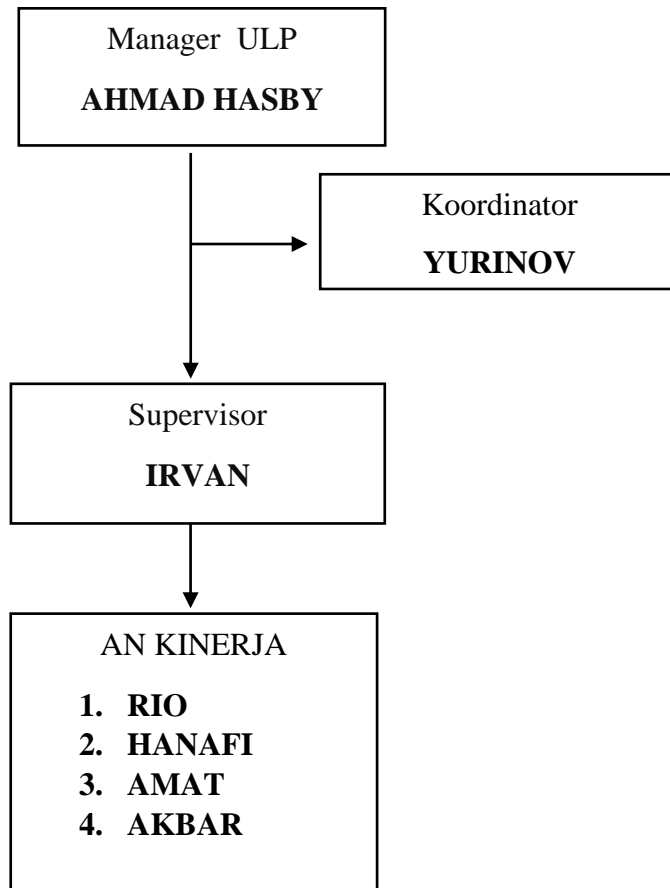 Manager ULP
AHMAD HASBY
Koordinator
YURINOV
Supervisor
IRVAN
AN KINERJA
1. RIO
2. HANAFI
3. AMAT
4. AKBAR